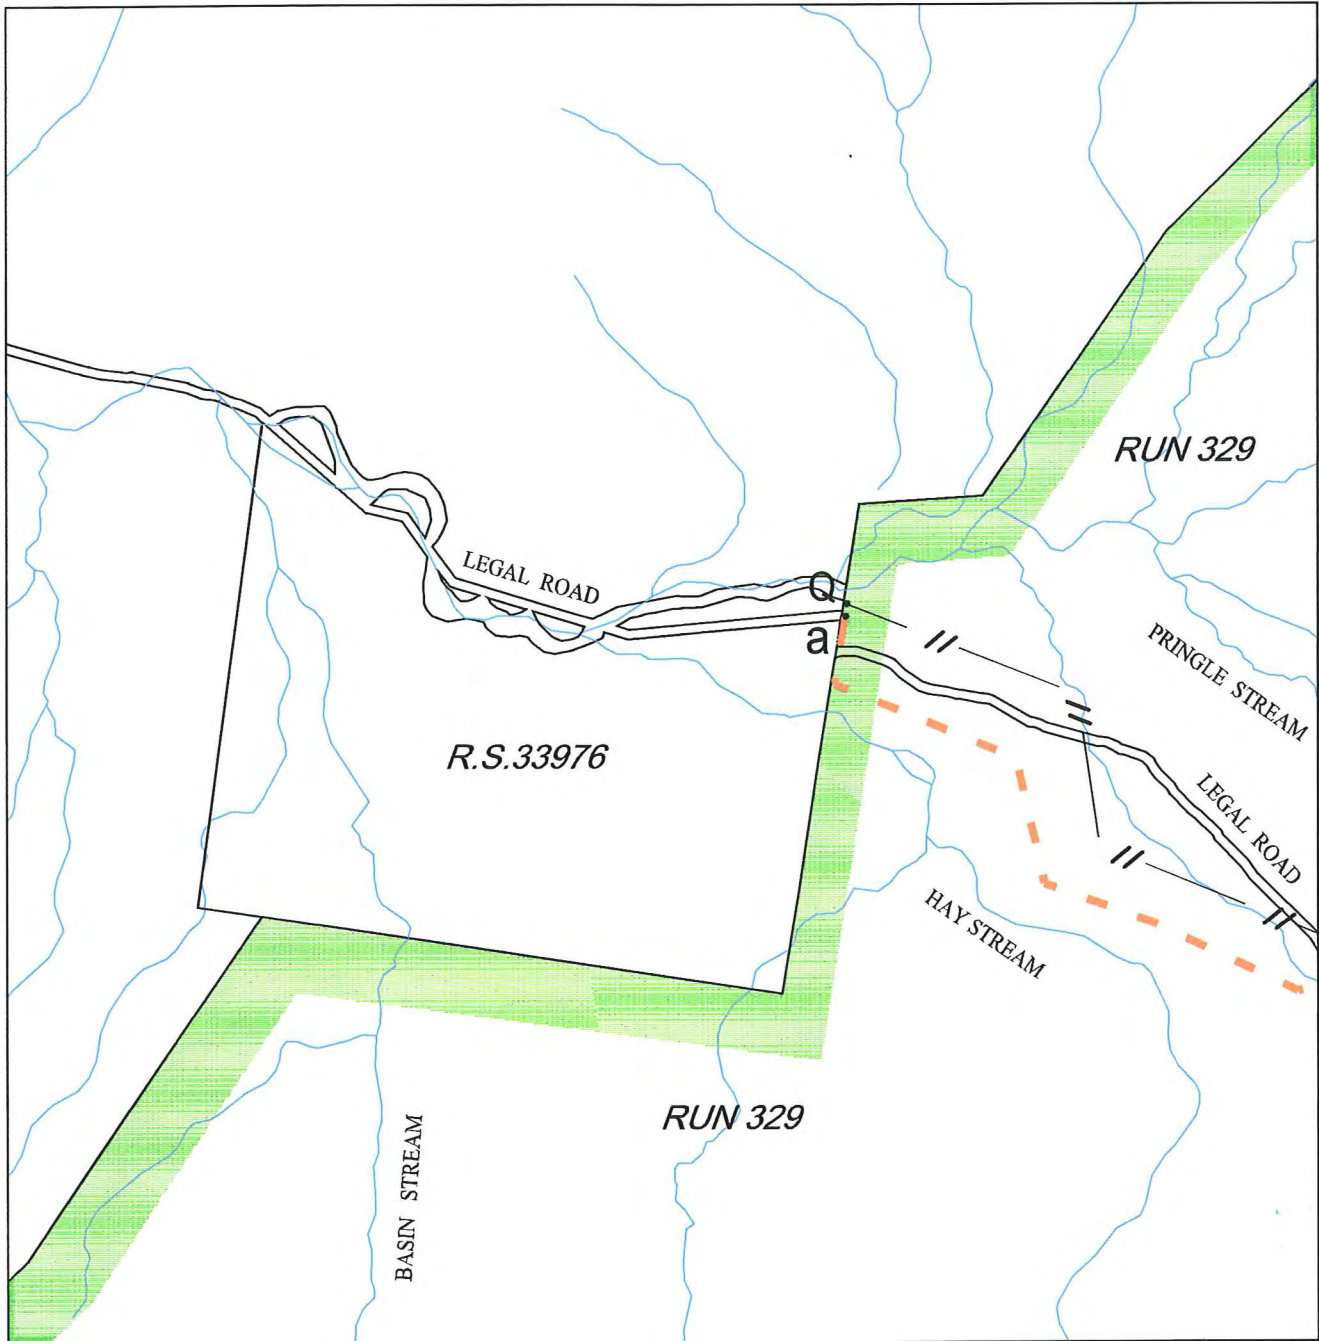 RUN 329
LEGAL ROAD
Q
a
PRINGLE STREAM
R.S.33976
LEGAL ROAD
HAY STREAM
RUN 329
BASIN STREAM